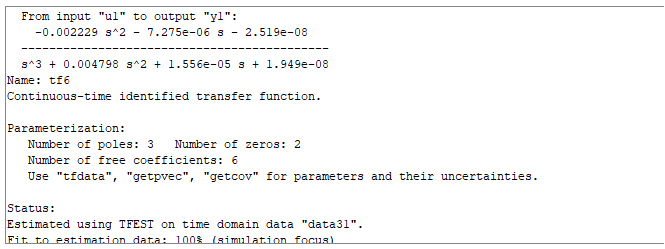 From input "u1" to output "y1":
-0.002229 s^2 - 7.275e-06 s - 2.519e-08
-----------------------------------------
s^3 + 0.004798 s^2 + 1.556e-05 s + 1.949e-08
Name: tf6
Continuous-time identified transfer function.
Parameterization:
Number of poles: 3   Number of zeros: 2
Number of free coefficients: 6
Use "tfdata", "getpvec", "getcov" for parameters and their uncertainties.
Status:
Estimated using TFEST on time domain data "data31".
Fit to estimation data: 100% (simulation focus)